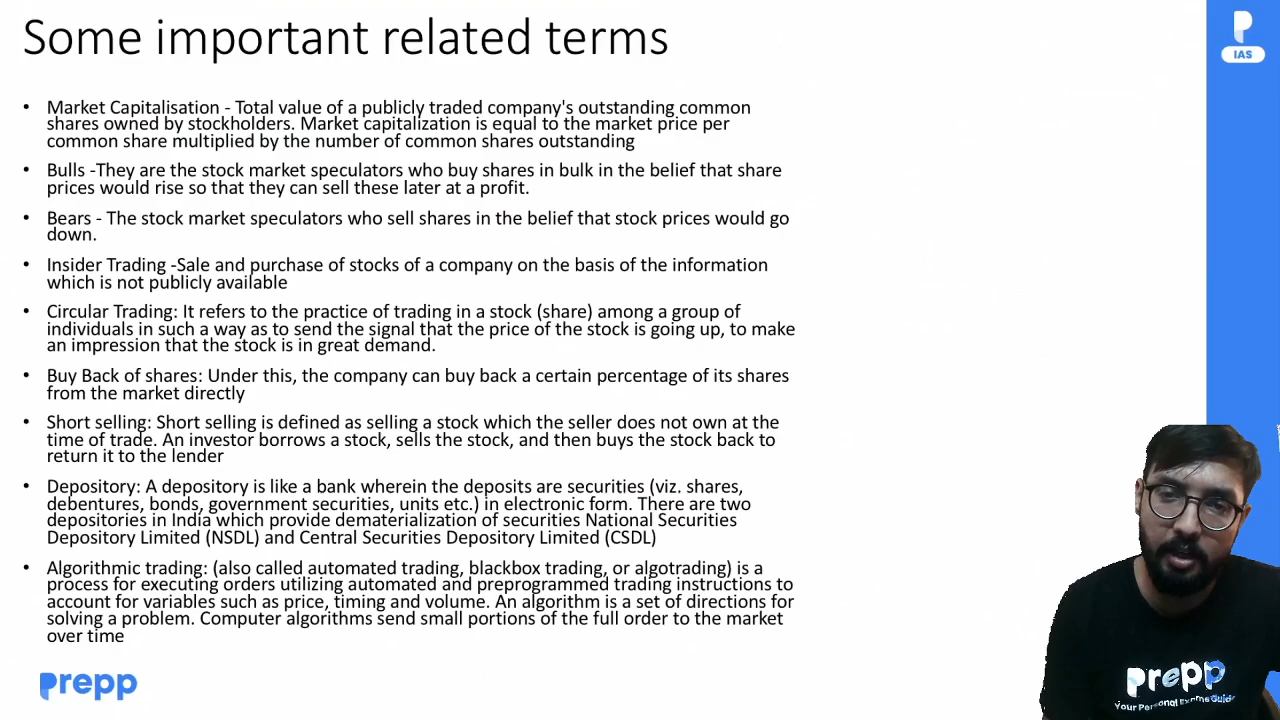 Some important related terms
IAS
• Market Capitalisation - Total value of a publicly traded company's outstanding common
shares owned by stockholders. Market capitalization is equal to the market price per
common share multiplied by the number of common shares outstanding
• Bulls -They are the stock market speculators who buy shares in bulk in the belief that share
prices would rise so that they can sell these later at a profit.
• Bears - The stock market speculators who sell shares in the belief that stock prices would go
down.
• Insider Trading -Sale and purchase of stocks of a company on the basis of the information
which is not publicly available
• Circular Trading: It refers to the practice of trading in a stock (share) among a group of
individuals in such a way as to send the signal that the price of the stock is going up, to make
an impression that the stock is in great demand.
• Buy Back of shares: Under this, the company can buy back a certain percentage of its shares
from the market directly
• Short selling: Short selling is defined as selling a stock which the seller does not own at the
time of trade. An investor borrows a stock, sells the stock, and then buys the stock back to
return it to the lender
• Depository: A depository is like a bank wherein the deposits are securities (viz. shares,
debentures, bonds, government securities, units etc.) in electronic form. There are two
depositories in India which provide dematerialization of securities National Securities
Depository Limited (NSDL) and Central Securities Depository Limited (CSDL)
• Algorithmic trading: (also called automated trading, blackbox trading, or algotrading) is a
process for executing orders utilizing automated and preprogrammed trading instructions to
account for variables such as price, timing and volume. An algorithm is a set of directions for
solving a problem. Computer algorithms send small portions of the full order to the market
over time
prepp
prepp
Your Personal Exams Guide